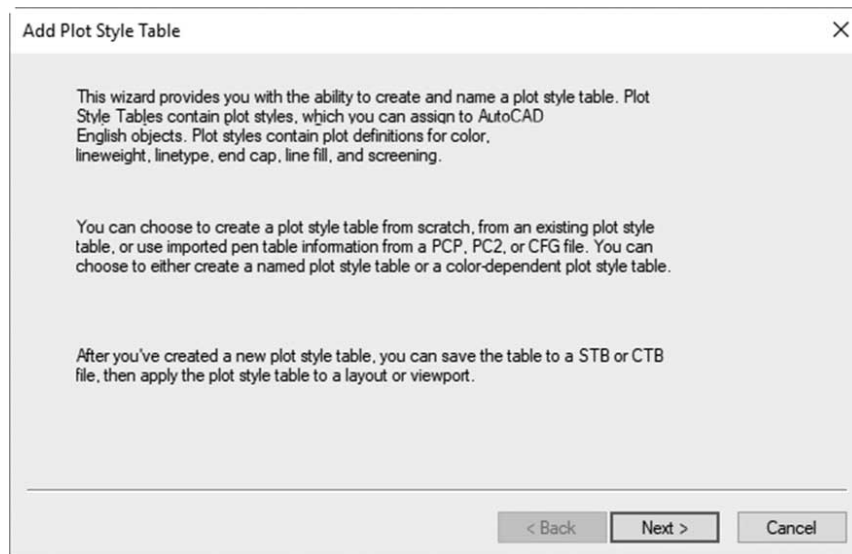 Add Plot Style Table
This wizard provides you with the ability to create and name a plot style table. Plot
Style Tables contain plot styles, which you can assign to AutoCAD
English objects. Plot styles contain plot definitions for color,
lineweight, linetype, end cap, line fill, and screening.
You can choose to create a plot style table from scratch, from an existing plot style
table, or use imported pen table information from a PCP, PC2, or CFG file. You can
choose to either create a named plot style table or a color-dependent plot style table.
After you've created a new plot style table, you can save the table to a STB or CTB
file, then apply the plot style table to a layout or viewport.
< Back Next > Cancel